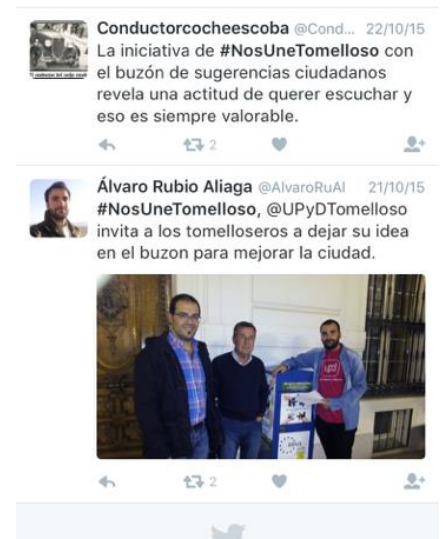 Conductorcocheescoba @Cond... 22/10/15
La iniciativa de #NosUneTomelloso con
el buzón de sugerencias ciudadanos
revela una actitud de querer escuchar y
eso es siempre valorable.
2
Álvaro Rubio Aliaga @AlvaroRuAl 21/10/15
#NosUneTomelloso, @UPyDTomelloso
invita a los tomelloseros a dejar su idea
en el buzon para mejorar la ciudad.
2